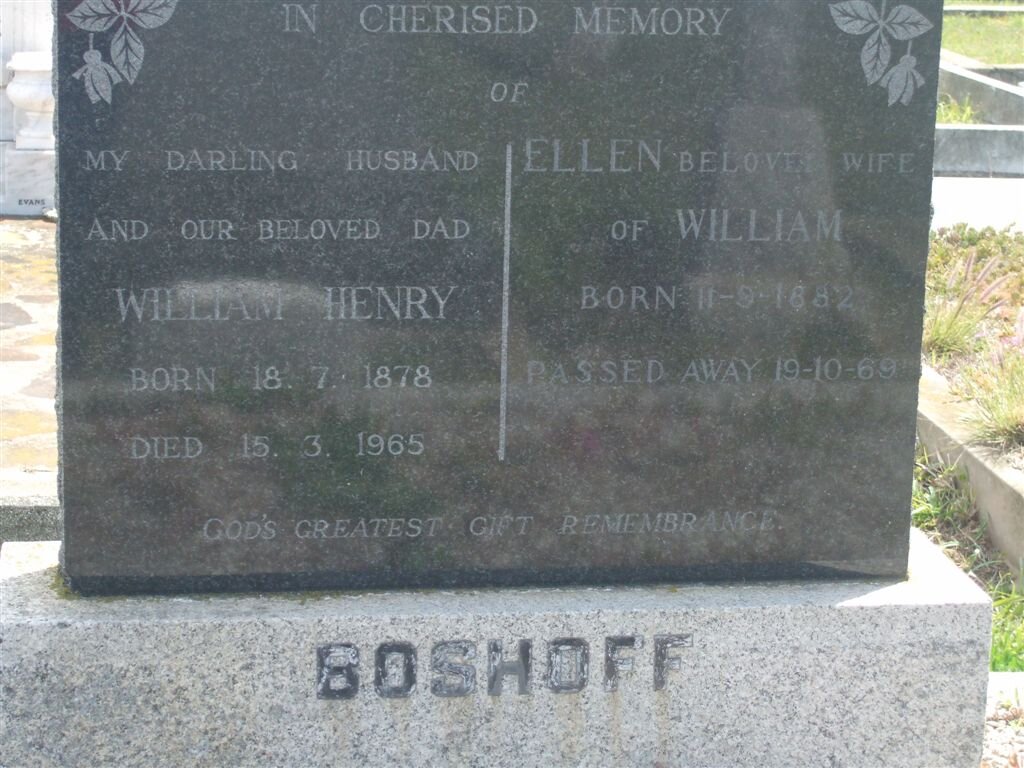 IN CHERISED MEMORY
OF
MY DARLING HUSBAND
AND OUR BELOVED DAD
WILLIAM HENRY
BORN 18. 7. 1878
DIED 15. 3. 1965
ELLEN BELOVED WIFE
OF WILLIAM
BORN 11-9-1882
PASSED AWAY 19-10-69
GOD'S GREATEST GIFT REMEMBRANCE.
BOSHOFF
EVANS